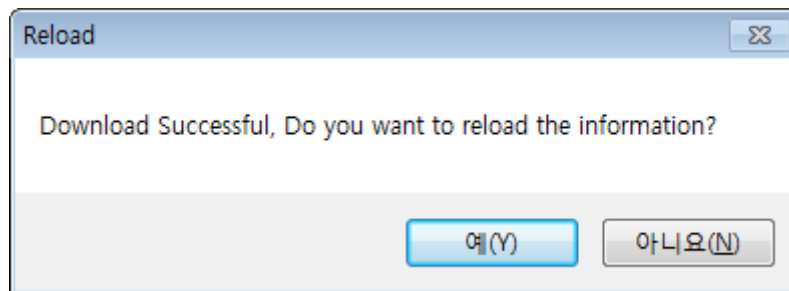 Reload
Download Successful, Do you want to reload the information?
예(Y) 아니요(N)